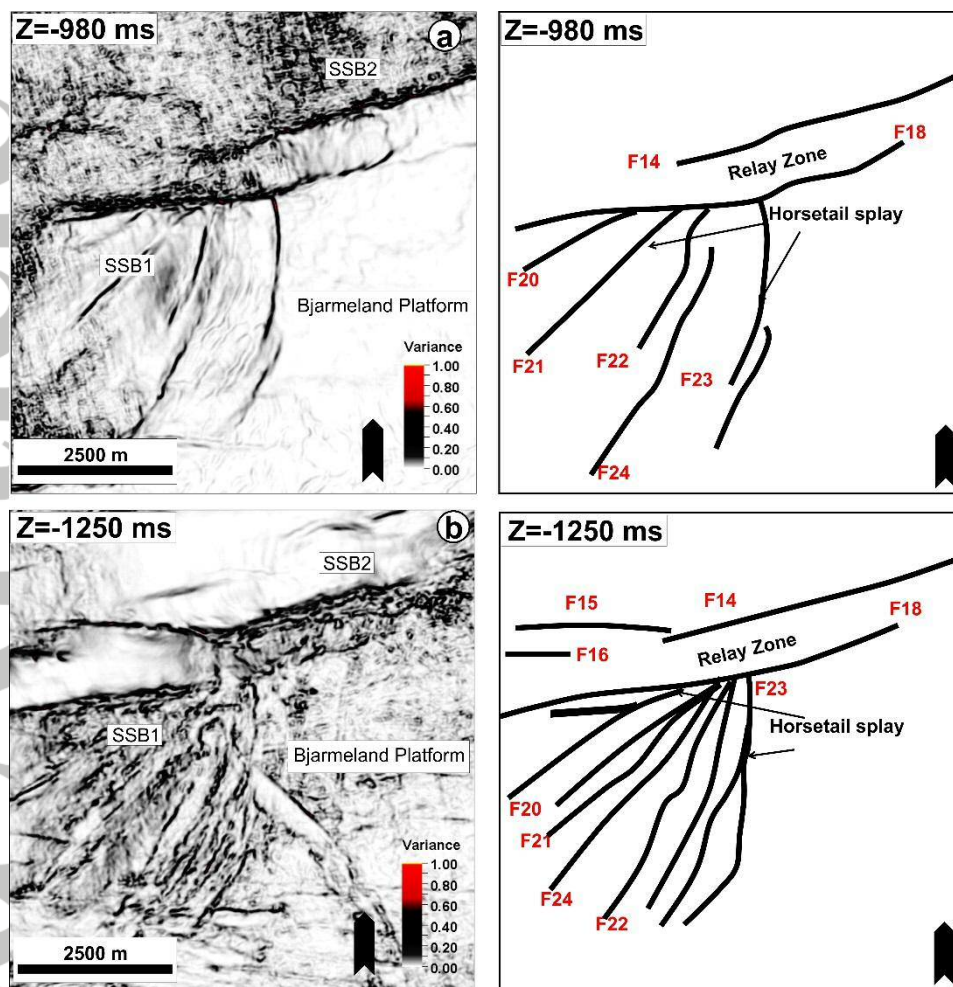 Z=-980 ms
a
SSB2
SSB1
Bjarmeland Platform
Variance
1.00
0.80
0.60
0.40
0.20
0.00
2500 m
Z=-980 ms
F18
F14
Relay Zone
Horsetail splay
F20
F21
F22
F23
F24
Z=-1250 ms
b
SSB2
SSB1
Bjarmeland Platform
Variance
1.00
0.80
0.60
0.40
0.20
0.00
2500 m
Z=-1250 ms
F15
F14
F18
F16
Relay Zone
F23
Horsetail splay
F20
F21
F24
F22